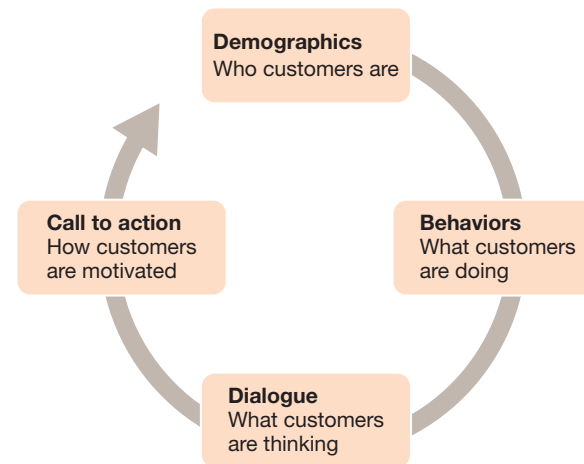 Demographics
Who customers are
Behaviors
What customers
are doing
Dialogue
What customers
are thinking
Call to action
How customers
are motivated